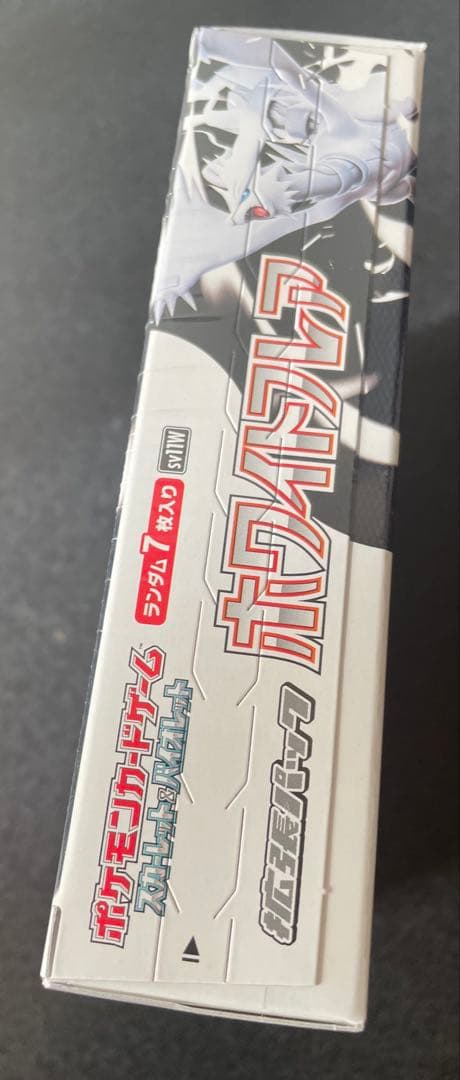 ポケモンカードゲーム™
スカーレット&バイオレット
ランダム7枚入り
sv11W
拡張パック
ホワイトフレア